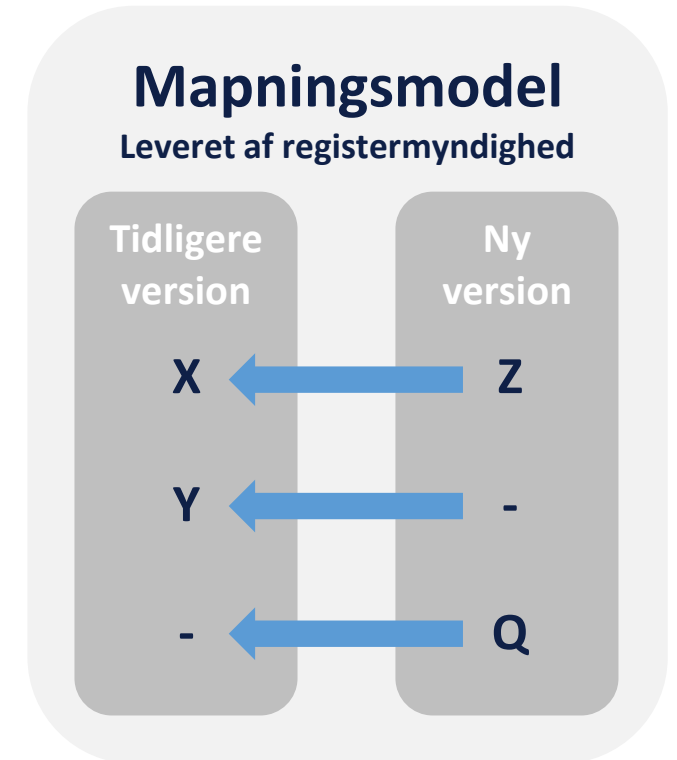 Mapningsmodel
Leveret af registermyndighed
Tidligere
version
Ny
version
X
Z
Y
-
-
Q